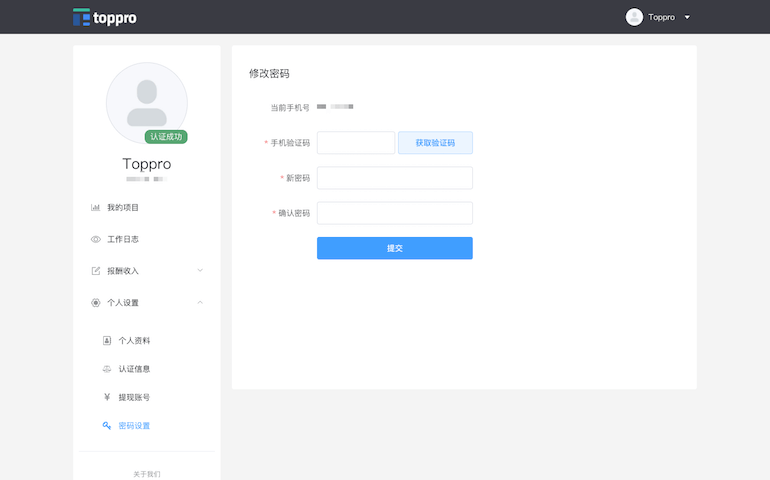 toppro
Toppro
认证成功
Toppro
我的项目
工作日志
报酬收入
个人设置
个人资料
认证信息
¥ 提现账号
密码设置
关于我们
修改密码
当前手机号
* 手机验证码
获取验证码
* 新密码
* 确认密码
提交